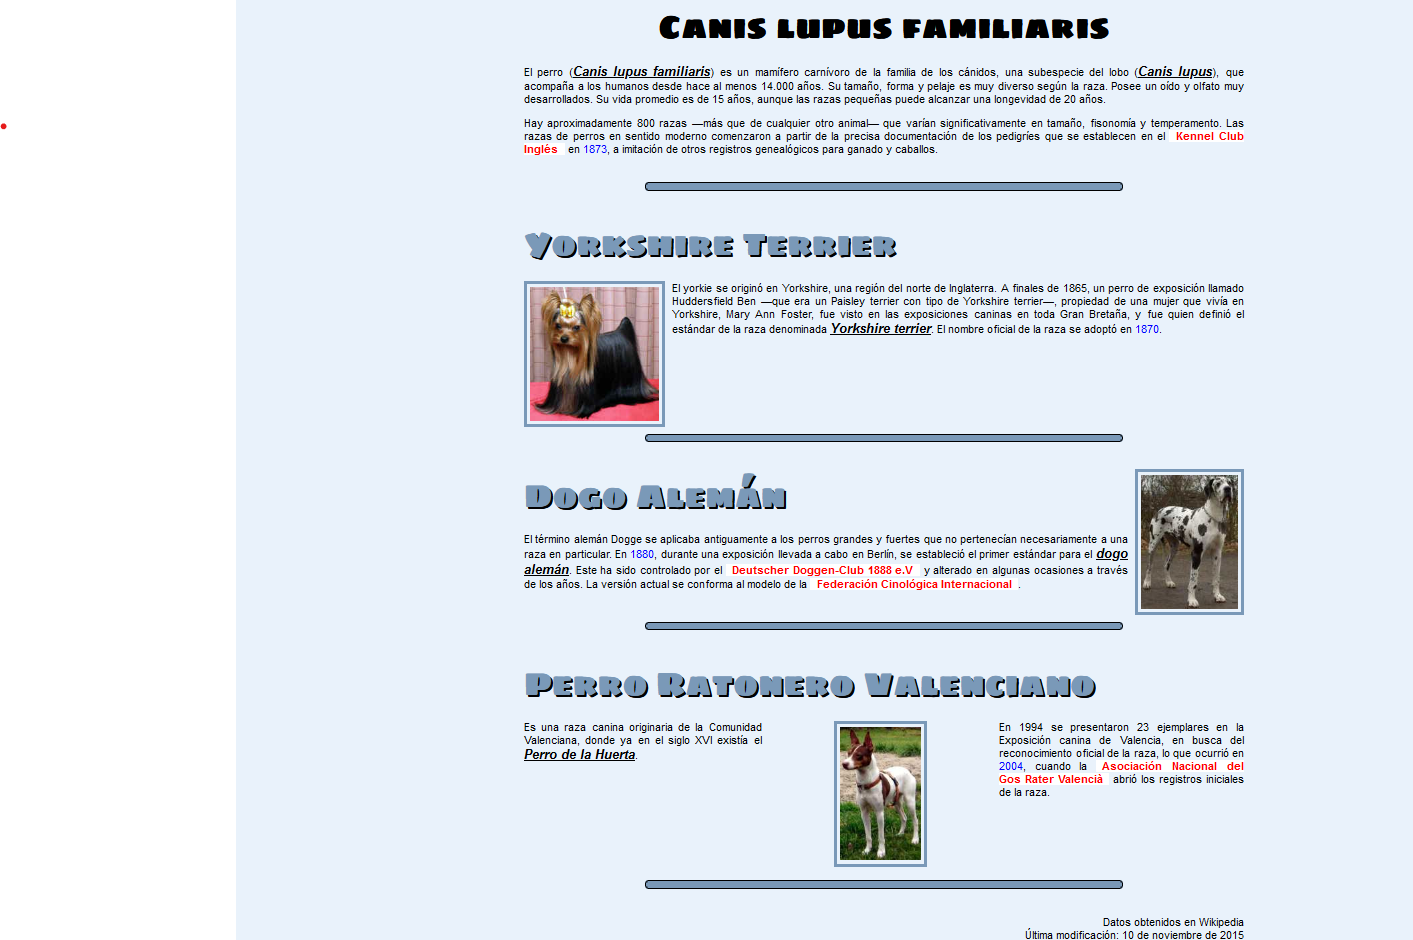 Canis lupus familiaris
El perro (Canis lupus familiaris) es un mamífero carnívoro de la familia de los cánidos, una subespecie del lobo (Canis lupus), que
acompaña a los humanos desde hace al menos 14.000 años. Su tamaño, forma y pelaje es muy diverso según la raza. Posee un oído y olfato muy
desarrollados. Su vida promedio es de 15 años, aunque las razas pequeñas puede alcanzar una longevidad de 20 años.
Hay aproximadamente 800 razas —más que de cualquier otro animal— que varían significativamente en tamaño, fisonomía y temperamento. Las
razas de perros en sentido moderno comenzaron a partir de la precisa documentación de los pedigríes que se establecen en el Kennel Club
Inglés en 1873, a imitación de otros registros genealógicos para ganado y caballos.
Yorkshire Terrier
El yorkie se originó en Yorkshire, una región del norte de Inglaterra. A finales de 1865, un perro de exposición llamado
Huddersfield Ben —que era un Paisley terrier con tipo de Yorkshire terrier—, propiedad de una mujer que vivía en
Yorkshire, Mary Ann Foster, fue visto en las exposiciones caninas en toda Gran Bretaña, y fue quien definió el
estándar de la raza denominada Yorkshire terrier. El nombre oficial de la raza se adoptó en 1870.
Dogo Alemán
El término alemán Dogge se aplicaba antiguamente a los perros grandes y fuertes que no pertenecían necesariamente a una
raza en particular. En 1880, durante una exposición llevada a cabo en Berlín, se estableció el primer estándar para el dogo
alemán. Este ha sido controlado por el Deutscher Doggen-Club 1888 e.V y alterado en algunas ocasiones a través
de los años. La versión actual se conforma al modelo de la Federación Cinológica Internacional .
Perro Ratonero Valenciano
Es una raza canina originaria de la Comunidad
Valenciana, donde ya en el siglo XVI existía el
Perro de la Huerta.
En 1994 se presentaron 23 ejemplares en la
Exposición canina de Valencia, en busca del
reconocimiento oficial de la raza, lo que ocurrió en
2004, cuando la Asociación Nacional del
Gos Rater Valencià abrió los registros iniciales
de la raza.
Datos obtenidos en Wikipedia
Última modificación: 10 de noviembre de 2015